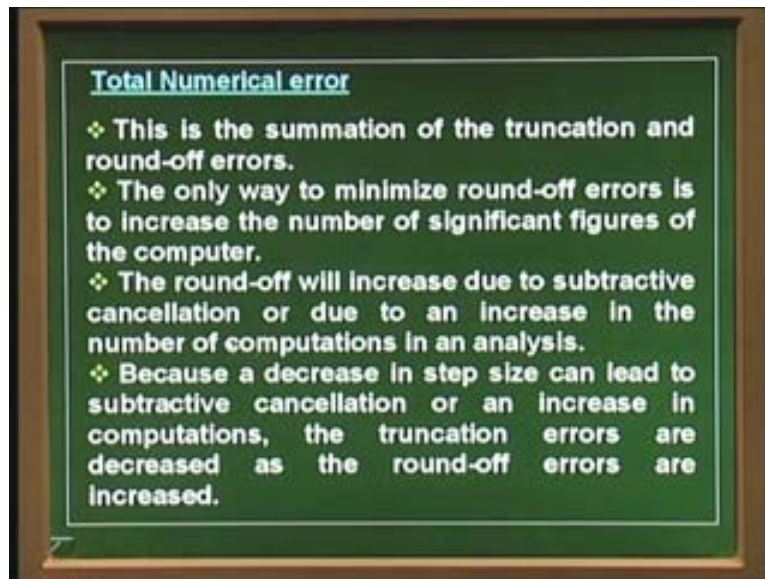 Total Numerical error
❖ This is the summation of the truncation and
round-off errors.
❖ The only way to minimize round-off errors is
to increase the number of significant figures of
the computer.
❖ The round-off will increase due to subtractive
cancellation or due to an increase in the
number of computations in an analysis.
❖ Because a decrease in step size can lead to
subtractive cancellation or an increase in
computations, the truncation errors are
decreased as the round-off errors are
increased.